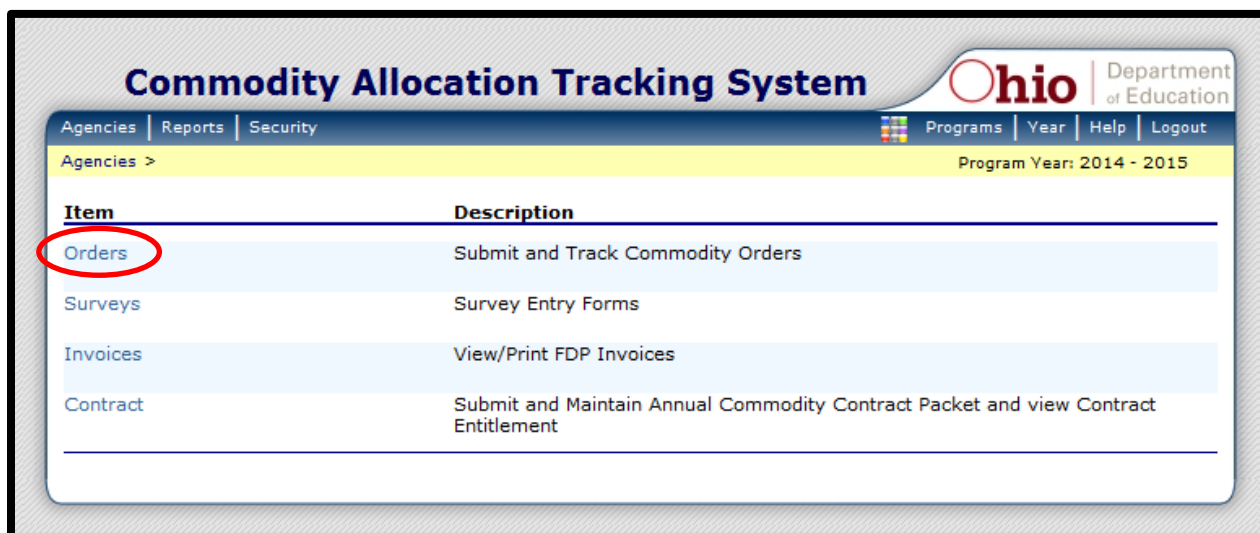 Commodity Allocation Tracking System
Ohio
Department
of Education
Agencies | Reports | Security
Programs | Year | Help | Logout
Agencies >
Program Year: 2014 - 2015
Item
Description
Orders
Submit and Track Commodity Orders
Surveys
Survey Entry Forms
Invoices
View/Print FDP Invoices
Contract
Submit and Maintain Annual Commodity Contract Packet and view Contract
Entitlement